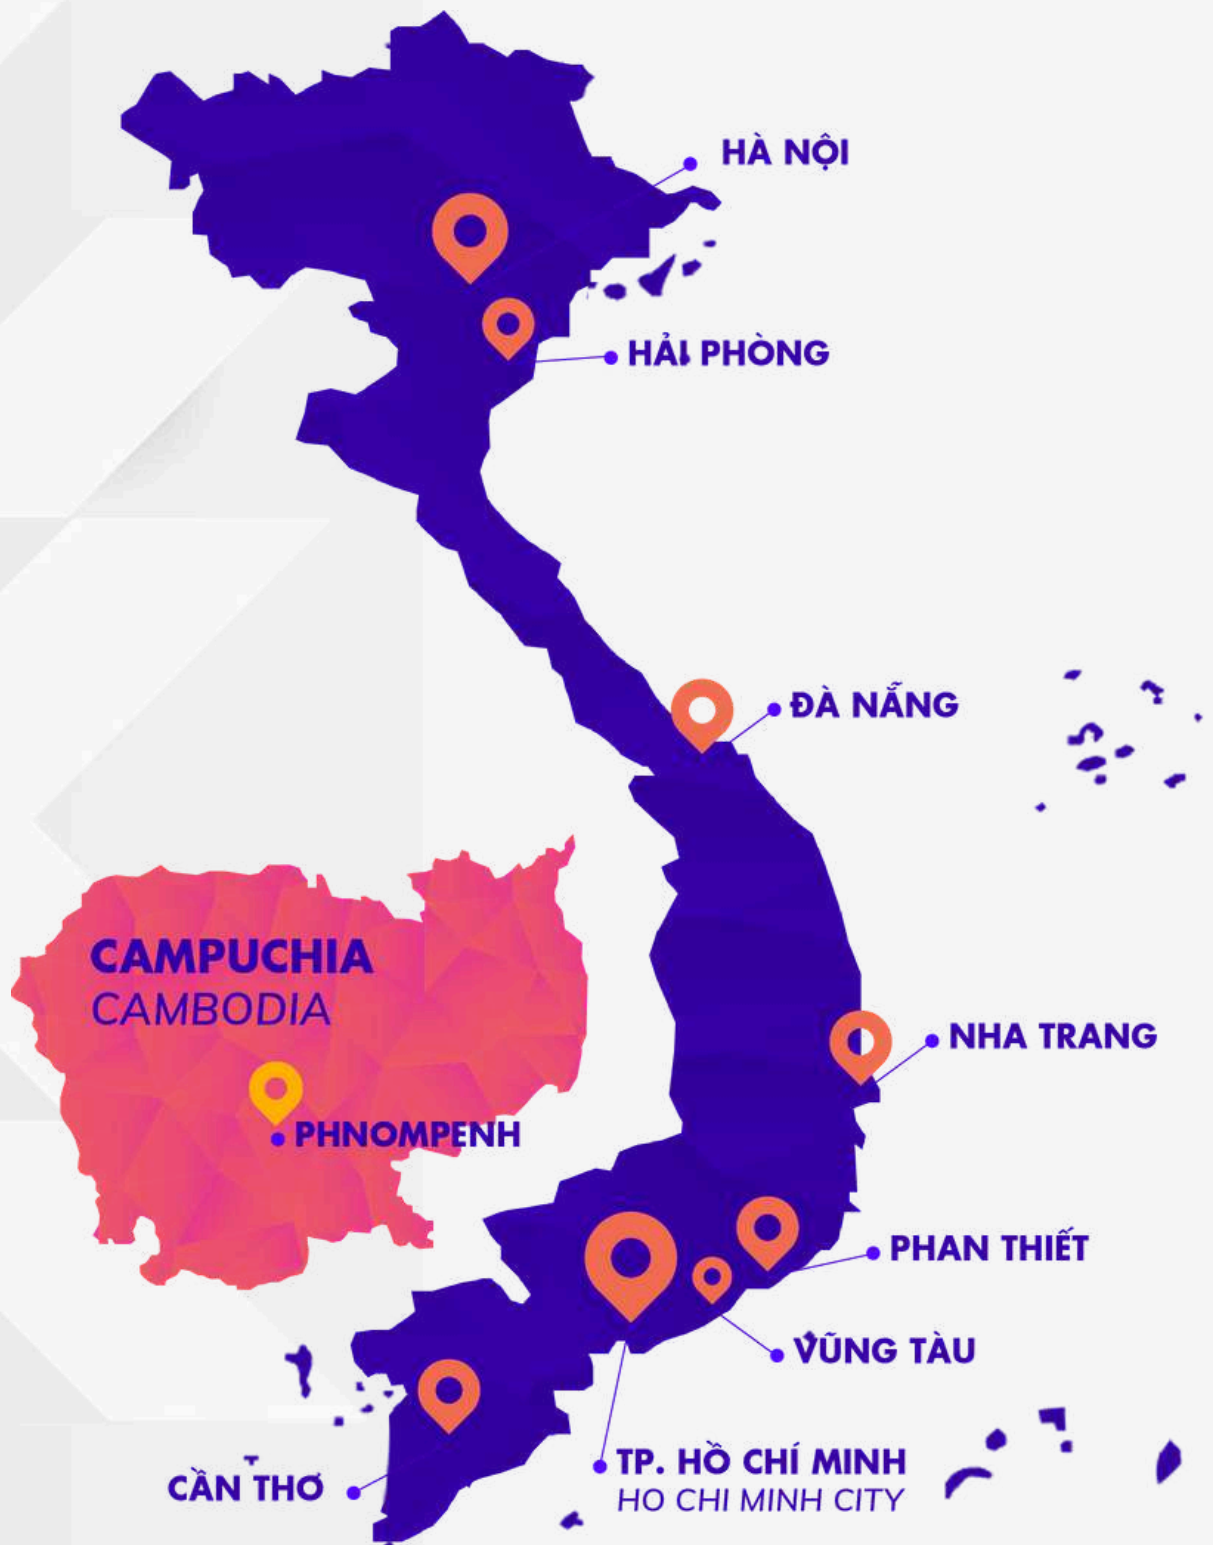 HÀ NỘI
HẢI PHÒNG
ĐÀ NẴNG
CAMPUCHIA
CAMBODIA
NHA TRANG
PHNOMPENH
PHAN THIẾT
VŨNG TÀU
TP. HỒ CHÍ MINH
HO CHI MINH CITY
CẦN THƠ